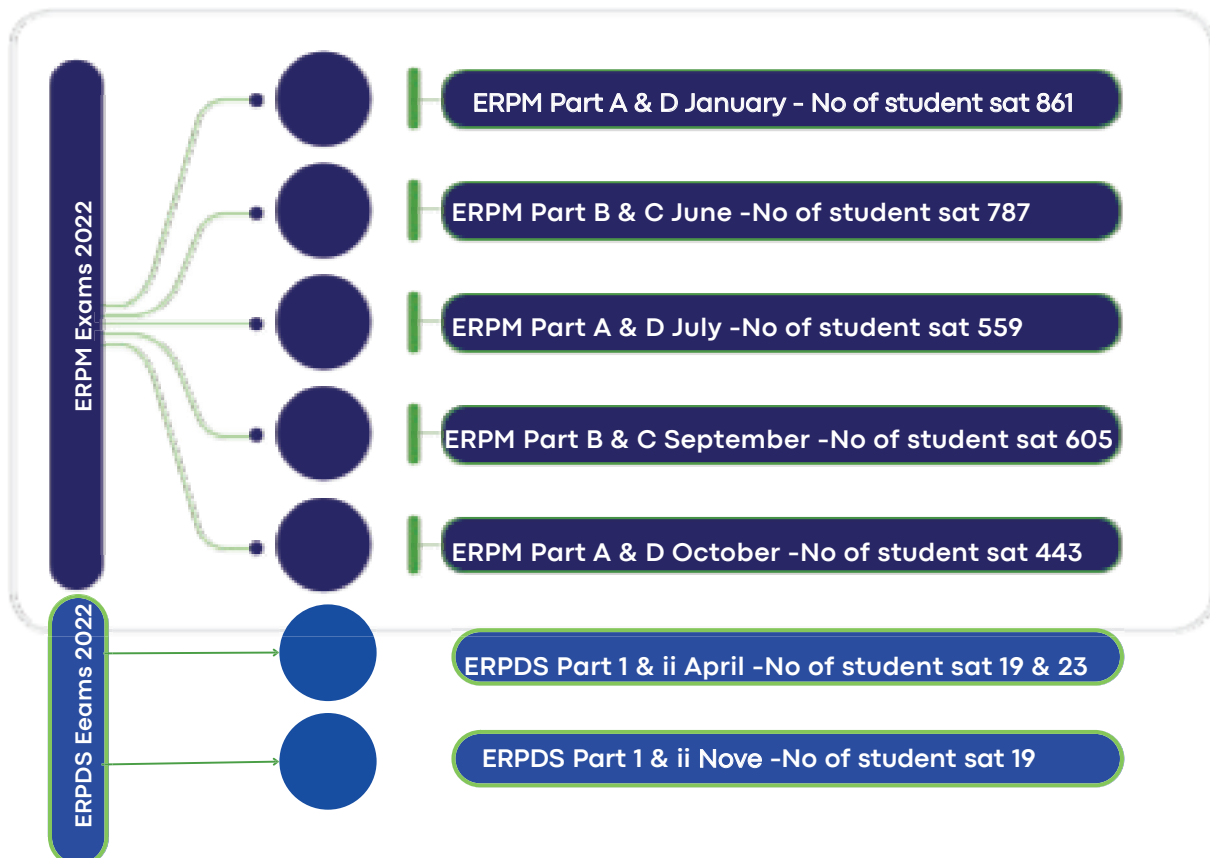 ERPM Exams 2022
ERPM Part A & D January - No of student sat 861
ERPM Part B & C June -No of student sat 787
ERPM Part A & D July -No of student sat 559
ERPM Part B & C September -No of student sat 605
ERPM Part A & D October -No of student sat 443
ERPDS Eeams 2022
ERPDS Part 1 & ii April -No of student sat 19 & 23
ERPDS Part 1 & ii Nove -No of student sat 19